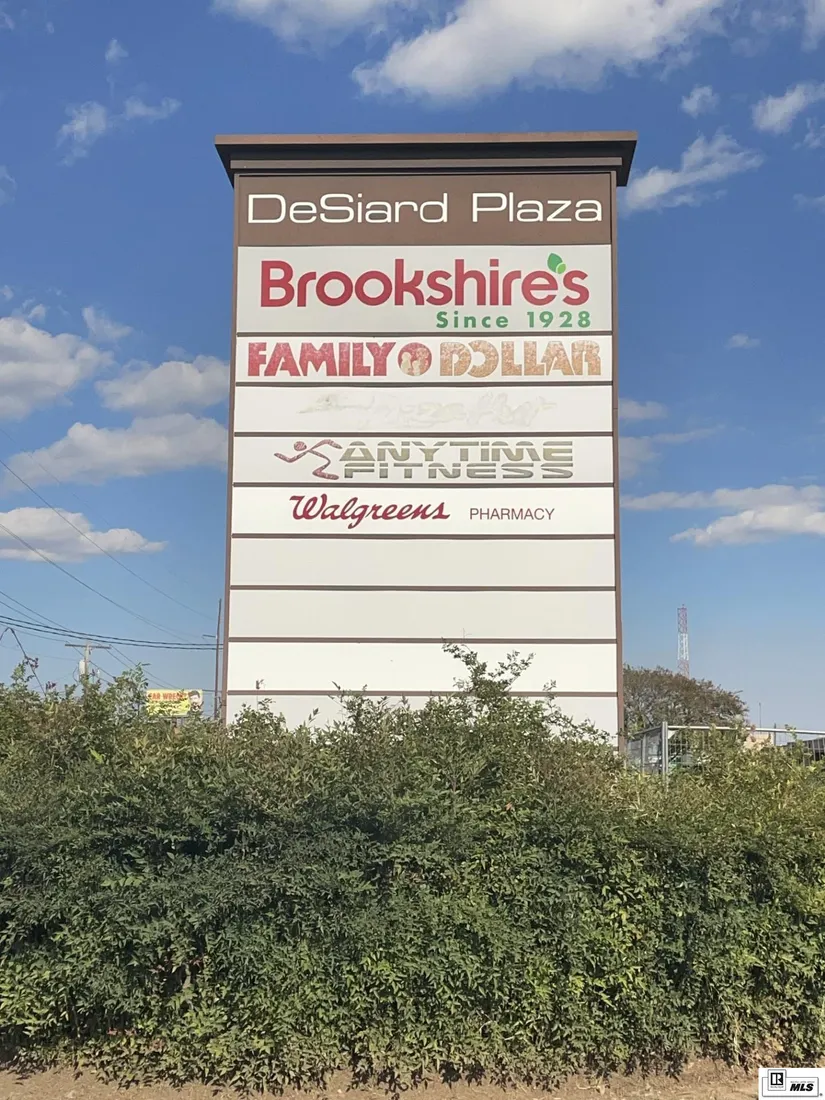 DeSiard Plaza
Brookshire's
Since 1928
FAMILY DOLLAR
ANYTIME
FITNESS
Walgreens PHARMACY
MLS